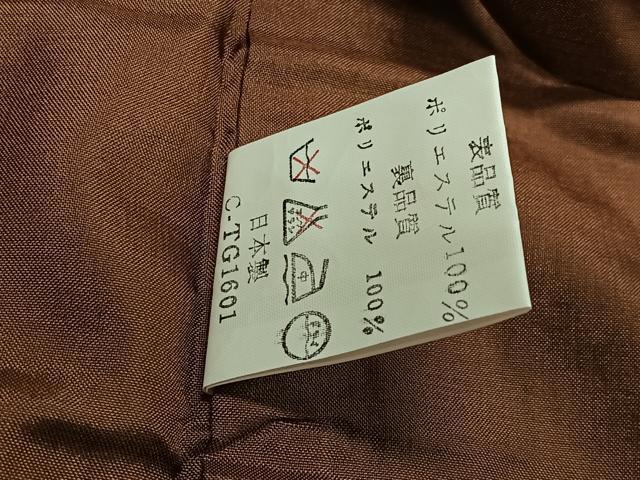 表品質
ポリエステル100%
裏品質
ポリエステル 100%
中
日本製
C-TG1601